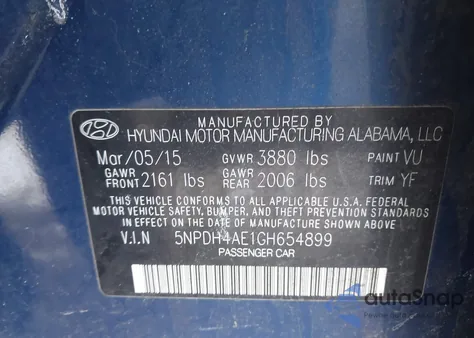 MANUFACTURED BY
HYUNDAI MOTOR MANUFACTURING ALABAMA, LLC
Mar/05/15 GVWR 3880 lbs PAINT VU
GAWR FRONT 2161 lbs GAWR REAR 2006 lbs TRIM YF
THIS VEHICLE CONFORMS TO ALL APPLICABLE U.S.A. FEDERAL
MOTOR VEHICLE SAFETY, BUMPER, AND THEFT PREVENTION
STANDARDS IN EFFECT ON THE DATE OF MANUFACTURE SHOWN ABOVE.
V.I.N 5NPDH4AE1GH654899
PASSENGER CAR
autoSnap